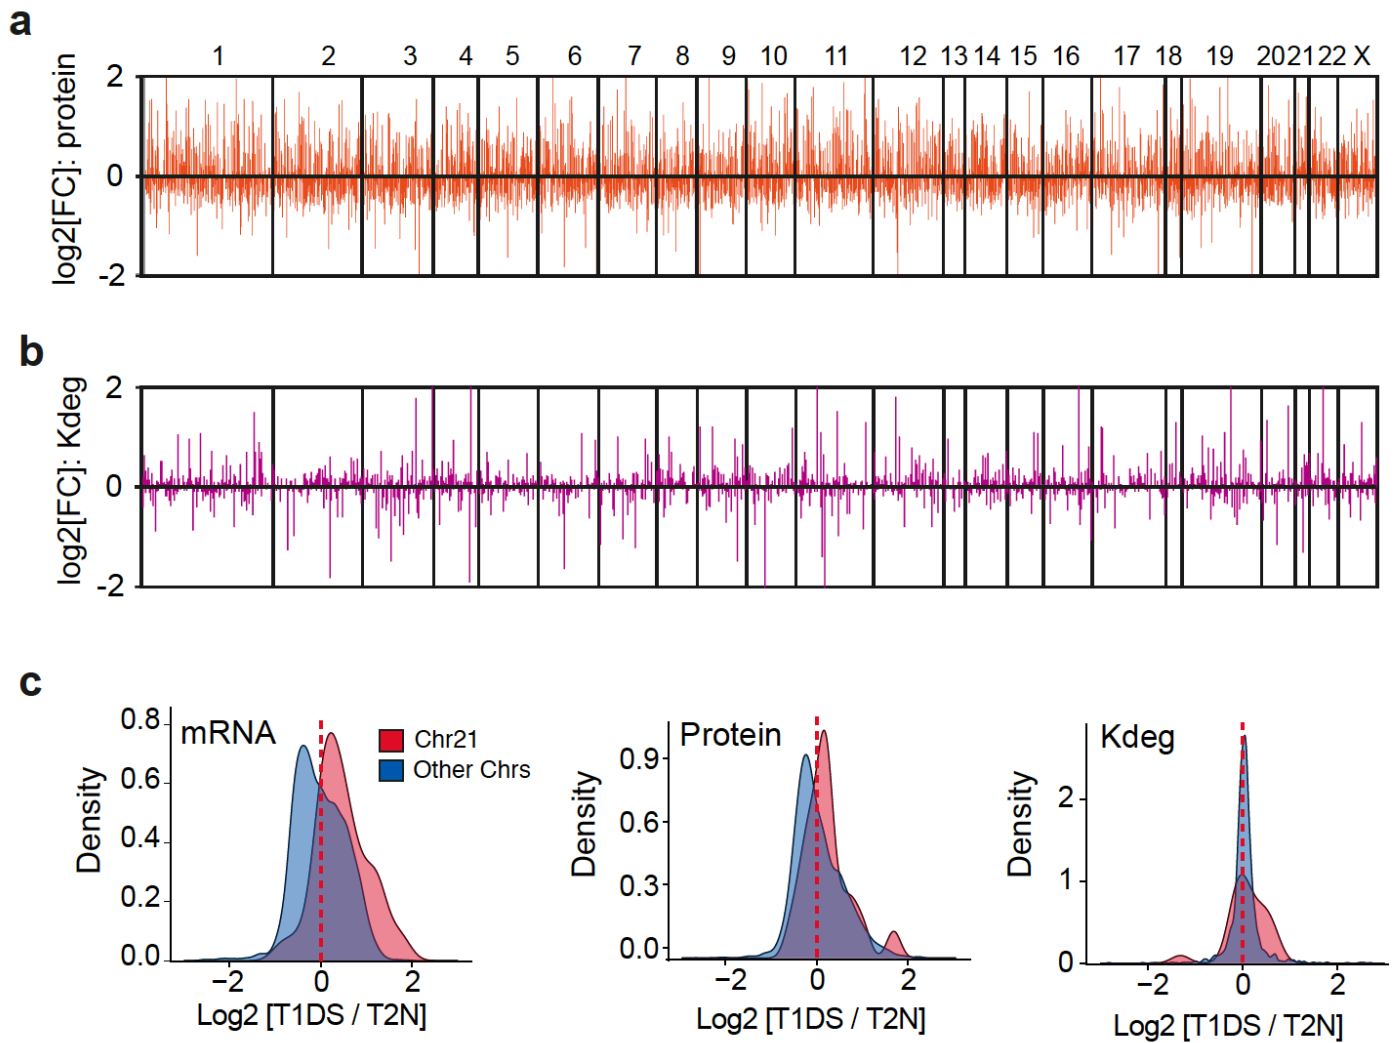 a
1 2 3 4 5 6 7 8 9 10 11 12 13 14 15 16 17 18 19 20 21 22 X
log2[FC]: protein
2
0
-2
b
log2[FC]: Kdeg
2
0
-2
c
mRNA
Chr21
Other Chrs
Density
0.8
0.6
0.4
0.2
0.0
−2 0 2
Log2 [T1DS / T2N]
Protein
Density
0.9
0.6
0.3
0.0
−2 0 2
Log2 [T1DS / T2N]
Kdeg
Density
2
1
0
−2 0 2
Log2 [T1DS / T2N]